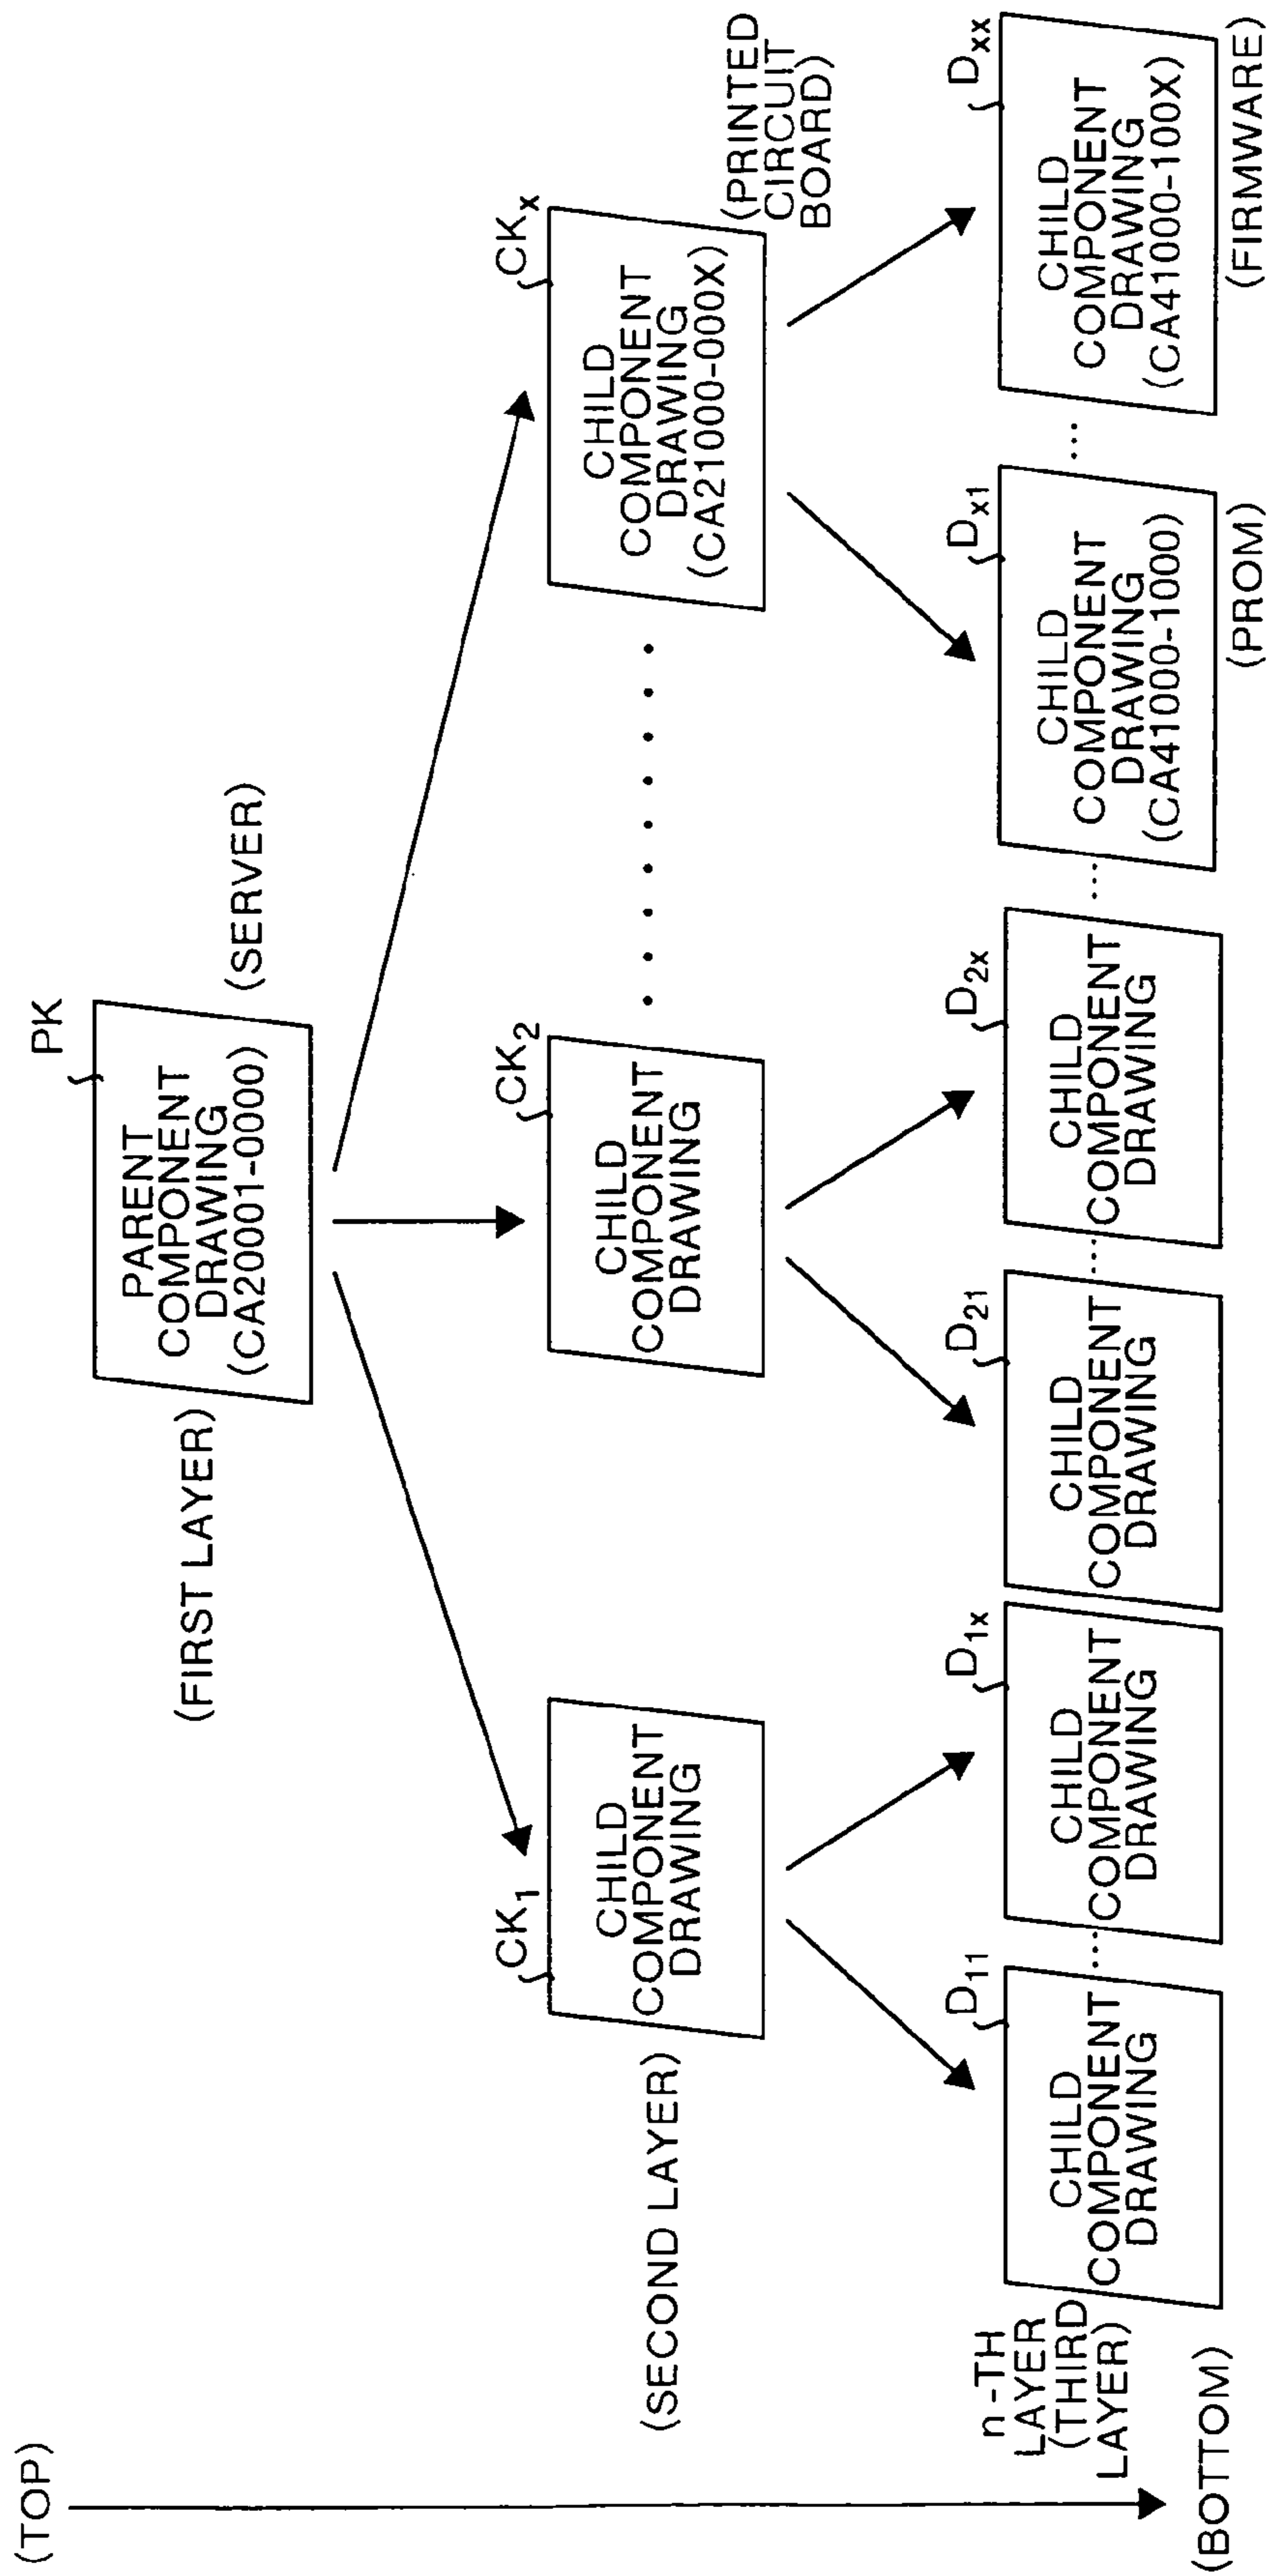 (TOP)
PK
PARENT
COMPONENT
DRAWING
(CA20001-0000)
(FIRST LAYER)
(SERVER)
CK1
CHILD
COMPONENT
DRAWING
CK2
CHILD
COMPONENT
DRAWING
. . . . . . . . .
CKx
CHILD
COMPONENT
DRAWING
(CA21000-000X)
(SECOND LAYER)
(PRINTED
CIRCUIT
BOARD)
n-TH
LAYER
(THIRD
LAYER)
D11
CHILD
COMPONENT
DRAWING
....
D1x
CHILD
COMPONENT
DRAWING
D21
CHILD
COMPONENT
DRAWING
....
D2x
CHILD
COMPONENT
DRAWING
...
Dx1
CHILD
COMPONENT
DRAWING
(CA41000-1000)
(PROM)
...
Dxx
CHILD
COMPONENT
DRAWING
(CA41000-100X)
(FIRMWARE)
(BOTTOM)